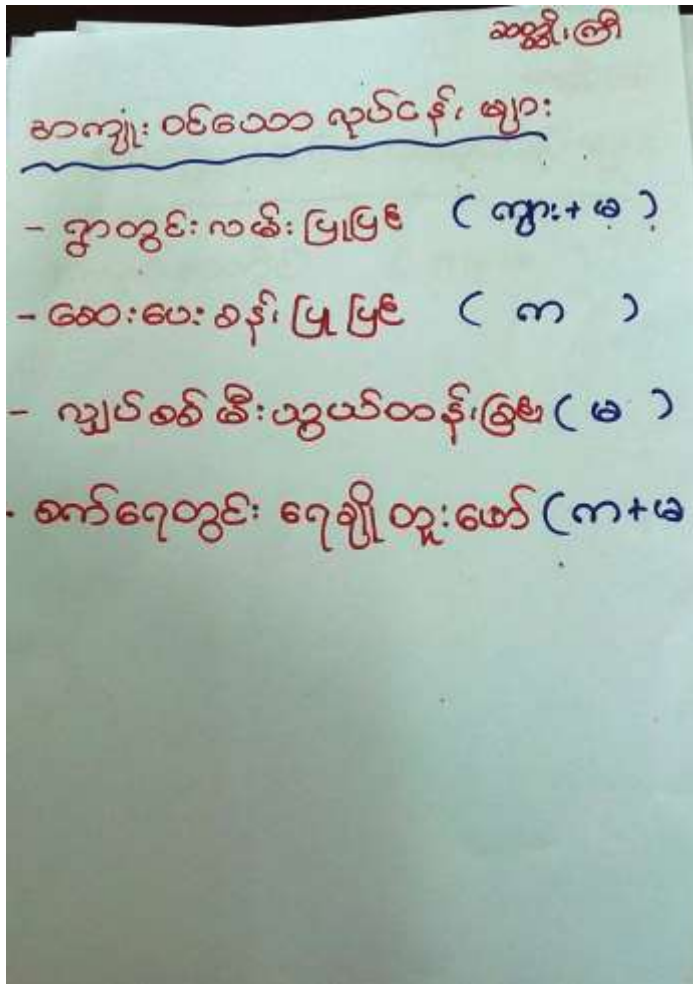 ဆတ္တိုးကြီး
အကျုံးဝင်သော လုပ်ငန်း များ
- ရွာတွင်းလမ်းပြုပြင် (ကျား+မ)
- ဆေးပေးခန်း ပြု ပြင် ( က )
- လျှပ်စစ် မီးသွယ်တန်းခြင်း ( မ )
- စက်ရေတွင်း ရေချို တူးဖော် (က+မ